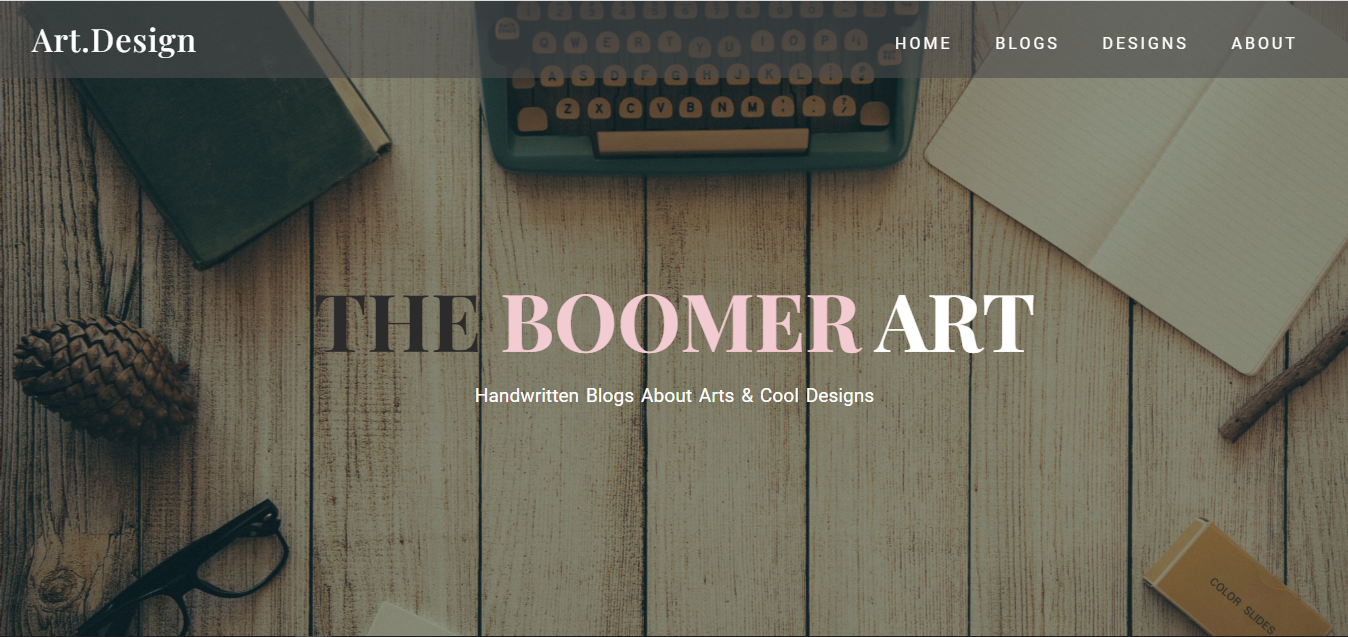 Art.Design
HOME BLOGS DESIGNS ABOUT
Q W E R T Y U I O P
A S D F G H J K L
Z X C V B N M
THE BOOMER ART
Handwritten Blogs About Arts & Cool Designs
COLOR SLIDES